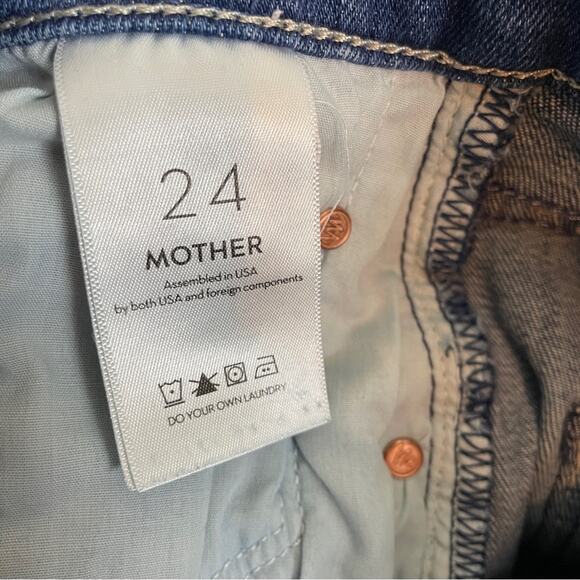 24
MOTHER
Assembled in USA
by both USA and foreign components
DO YOUR OWN LAUNDRY